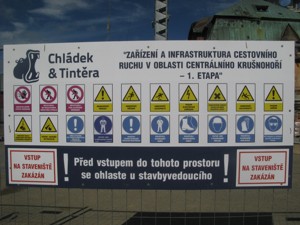 Chládek
& Tintěra
"ZAŘÍZENÍ A INFRASTRUKTURA CESTOVNÍHO
RUCHU V OBLASTI CENTRÁLNÍHO KRUŠNOHOŘÍ
– 1. ETAPA"
VSTUP
NA STAVENIŠTĚ
ZAKÁZÁN
! Před vstupem do tohoto prostoru !
se ohlaste u stavbyvedoucího
VSTUP
NA STAVENIŠTĚ
ZAKÁZÁN